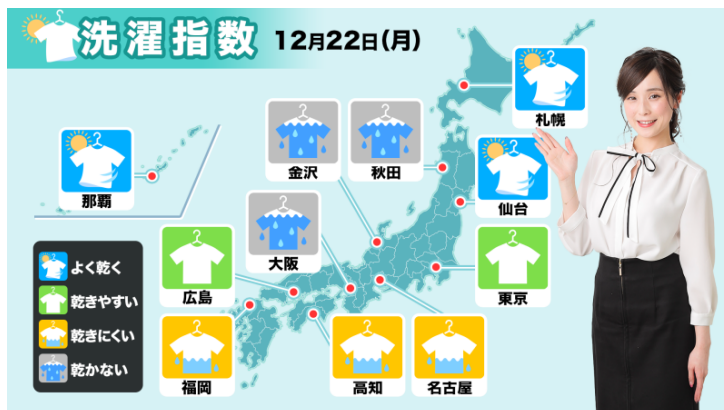 洗濯指数 12月22日(月)
札幌
金沢
秋田
那覇
仙台
大阪
広島
東京
福岡
高知
名古屋
よく乾く
乾きやすい
乾きにくい
乾かない